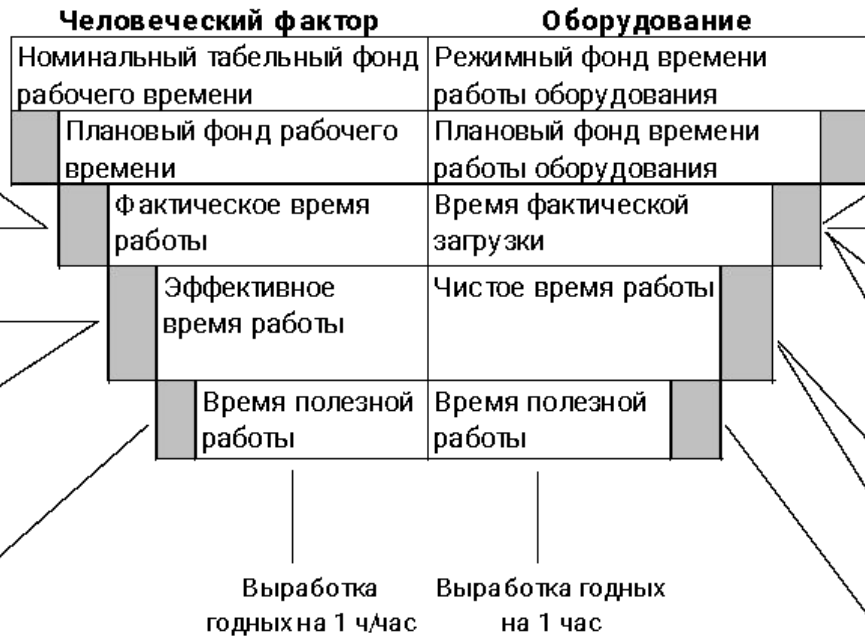 Человеческий фактор
Оборудование
Номинальный табельный фонд
рабочего времени
Режимный фонд времени
работы оборудования
Плановый фонд рабочего
времени
Плановый фонд времени
работы оборудования
Фактическое время
работы
Время фактической
загрузки
Эффективное
время работы
Чистое время работы
Время полезной
работы
Время полезной
работы
Выработка
годных на 1 ч/час
Выработка годных
на 1 час